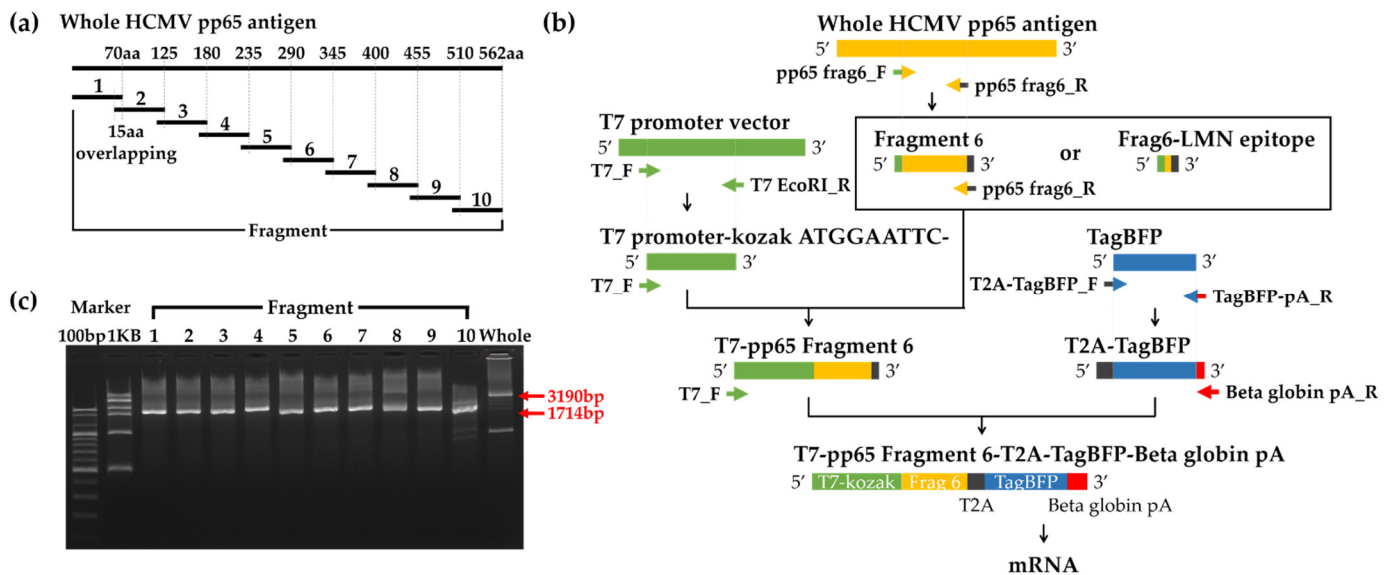 (a) Whole HCMV pp65 antigen
70aa 125 180 235 290 345 400 455 510 562aa
1
2
3
4
5
6
7
8
9
10
15aa
overlapping
Fragment
(b)
Whole HCMV pp65 antigen
5′ 3′
pp65 frag6_F
pp65 frag6_R
T7 promoter vector
5′ 3′
T7_F
T7 EcoRI_R
Fragment 6
5′ 3′
pp65 frag6_R
or
Frag6-LMN epitope
5′ 3′
T7 promoter-kozak ATGGAATTC-
5′ 3′
T7_F
TagBFP
5′ 3′
T2A-TagBFP_F
TagBFP-pA_R
T7-pp65 Fragment 6
5′ 3′
T7_F
T2A-TagBFP
5′ 3′
Beta globin pA_R
T7-pp65 Fragment 6-T2A-TagBFP-Beta globin pA
5′ T7-kozak Frag 6 TagBFP 3′
T2A Beta globin pA
mRNA
(c)
Marker Fragment
100bp 1KB 1 2 3 4 5 6 7 8 9 10 Whole
3190bp
1714bp